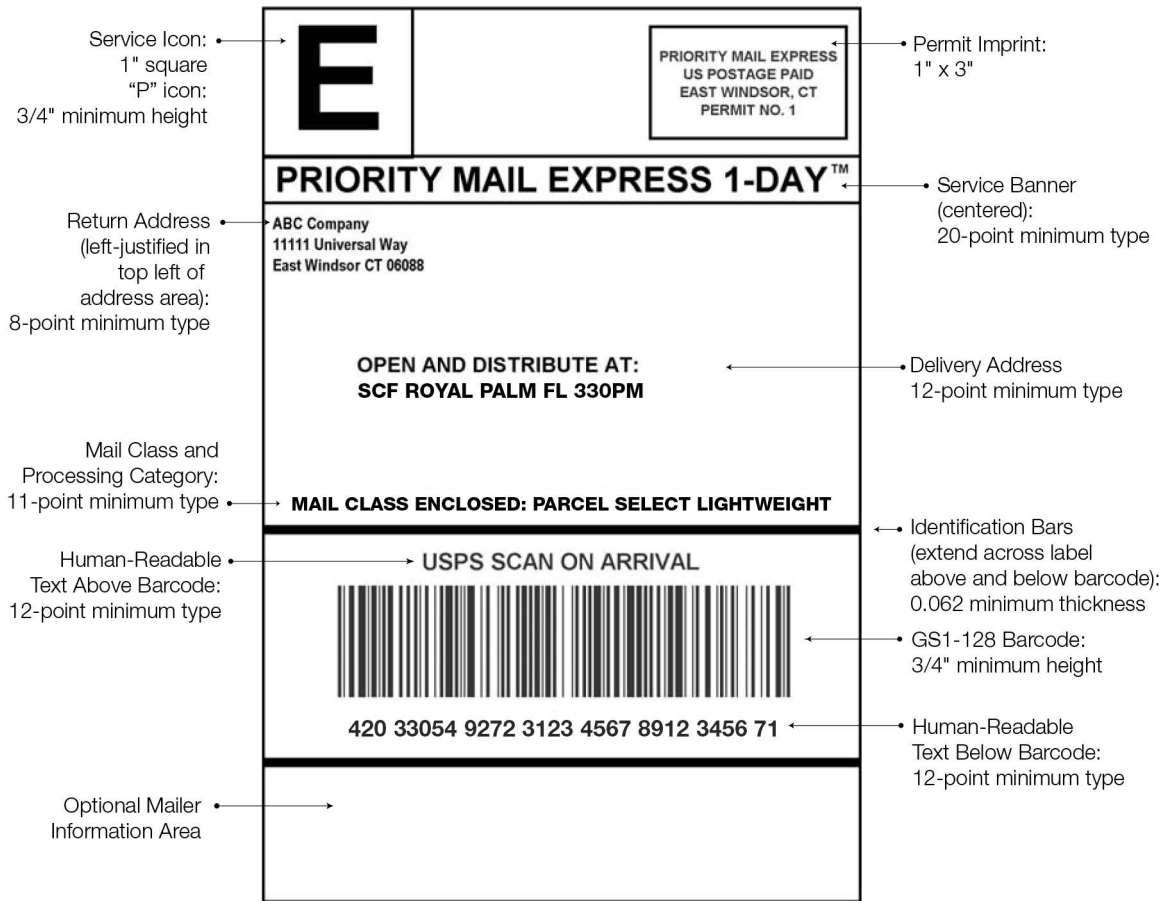 Service Icon:
1" square
“P” icon:
3/4" minimum height
E
PRIORITY MAIL EXPRESS
US POSTAGE PAID
EAST WINDSOR, CT
PERMIT NO. 1
Permit Imprint:
1" x 3"
PRIORITY MAIL EXPRESS 1-DAY™
Service Banner
(centered):
20-point minimum type
Return Address
(left-justified in
top left of
address area):
8-point minimum type
ABC Company
11111 Universal Way
East Windsor CT 06088
OPEN AND DISTRIBUTE AT:
SCF ROYAL PALM FL 330PM
Delivery Address
12-point minimum type
Mail Class and
Processing Category:
11-point minimum type
MAIL CLASS ENCLOSED: PARCEL SELECT LIGHTWEIGHT
Identification Bars
(extend across label
above and below barcode):
0.062 minimum thickness
Human-Readable
Text Above Barcode:
12-point minimum type
USPS SCAN ON ARRIVAL
GS1-128 Barcode:
3/4" minimum height
420 33054 9272 3123 4567 8912 3456 71
Human-Readable
Text Below Barcode:
12-point minimum type
Optional Mailer
Information Area